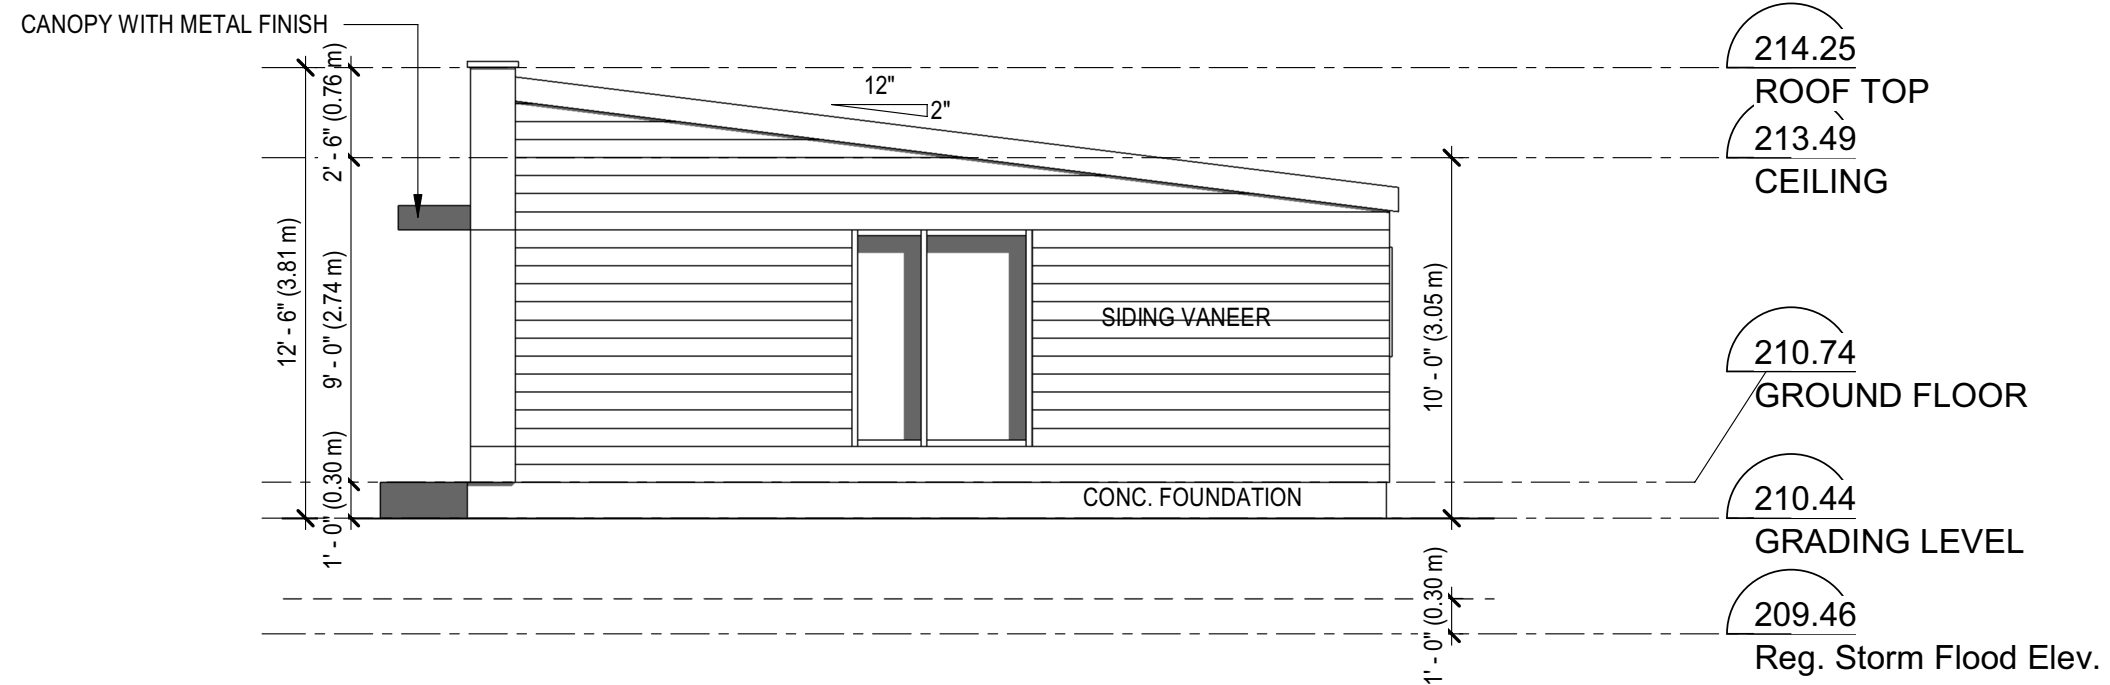 CANOPY WITH METAL FINISH
214.25
ROOF TOP
2' - 6" (0.76 m)
12"
2"
213.49
CEILING
12' - 6" (3.81 m)
9' - 0" (2.74 m)
SIDING VANEER
10' - 0" (3.05 m)
210.74
GROUND FLOOR
1' - 0" (0.30 m)
CONC. FOUNDATION
210.44
GRADING LEVEL
1' - 0" (0.30 m)
209.46
Reg. Storm Flood Elev.